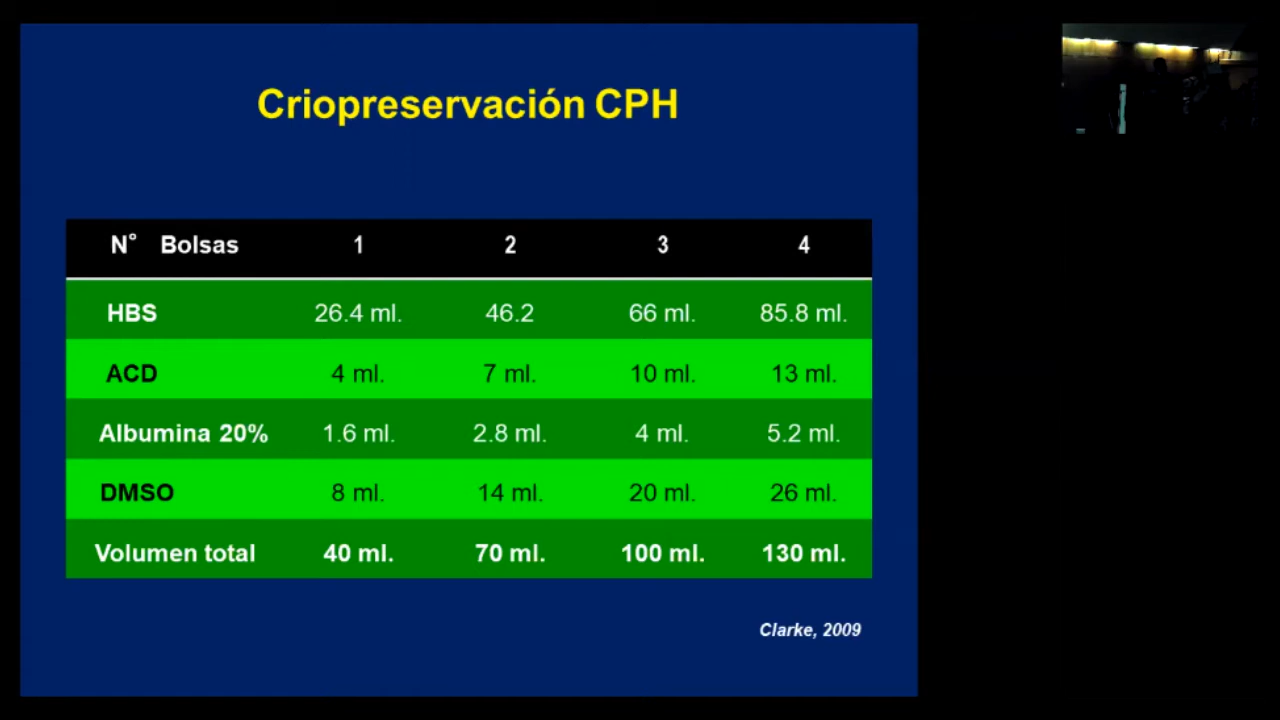 Criopreservación CPH
N° Bolsas 1 2 3 4
HBS 26.4 ml. 46.2 66 ml. 85.8 ml.
ACD 4 ml. 7 ml. 10 ml. 13 ml.
Albumina 20% 1.6 ml. 2.8 ml. 4 ml. 5.2 ml.
DMSO 8 ml. 14 ml. 20 ml. 26 ml.
Volumen total 40 ml. 70 ml. 100 ml. 130 ml.
Clarke, 2009